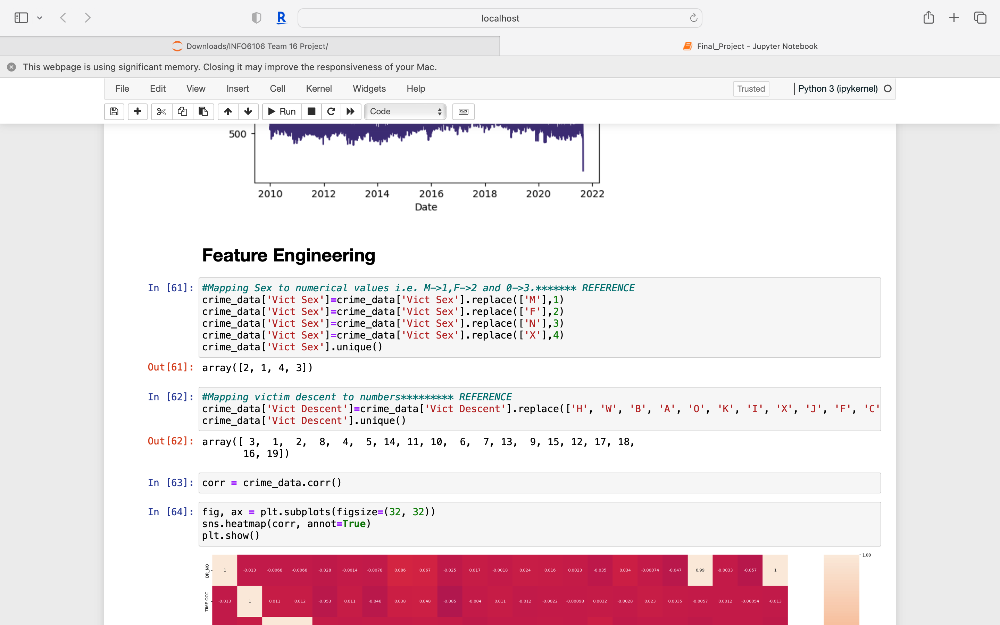 localhost
Downloads/INFO6106 Team 16 Project/
Final_Project - Jupyter Notebook
This webpage is using significant memory. Closing it may improve the responsiveness of your Mac.
File Edit View Insert Cell Kernel Widgets Help Trusted Python 3 (ipykernel)
Run Code
500
2010 2012 2014 2016 2018 2020 2022
Date
Feature Engineering
In [61]: #Mapping Sex to numerical values i.e. M->1,F->2 and 0->3.******* REFERENCE
crime_data['Vict Sex']=crime_data['Vict Sex'].replace(['M'],1)
crime_data['Vict Sex']=crime_data['Vict Sex'].replace(['F'],2)
crime_data['Vict Sex']=crime_data['Vict Sex'].replace(['N'],3)
crime_data['Vict Sex']=crime_data['Vict Sex'].replace(['X'],4)
crime_data['Vict Sex'].unique()
Out[61]: array([2, 1, 4, 3])
In [62]: #Mapping victim descent to numbers********* REFERENCE
crime_data['Vict Descent']=crime_data['Vict Descent'].replace(['H', 'W', 'B', 'A', 'O', 'K', 'I', 'X', 'J', 'F', 'C'
crime_data['Vict Descent'].unique()
Out[62]: array([ 3, 1, 2, 8, 4, 5, 14, 11, 10, 6, 7, 13, 9, 15, 12, 17, 18,
16, 19])
In [63]: corr = crime_data.corr()
In [64]: fig, ax = plt.subplots(figsize=(32, 32))
sns.heatmap(corr, annot=True)
plt.show()
1.00
DR_NO 1 -0.013 -0.0068 -0.0068 -0.028 -0.0014 -0.0078 0.086 0.067 -0.025 0.017 -0.0018 0.024 0.016 0.0023 -0.035 0.034 -0.00074 -0.047 0.99 -0.0033 -0.057 1
TIME OCC -0.013 1 0.011 0.012 -0.053 0.011 -0.046 0.038 0.048 -0.085 -0.004 0.011 -0.012 -0.0022 -0.00098 0.0032 -0.0028 0.023 0.0035 -0.0057 0.0012 -0.00054 -0.013